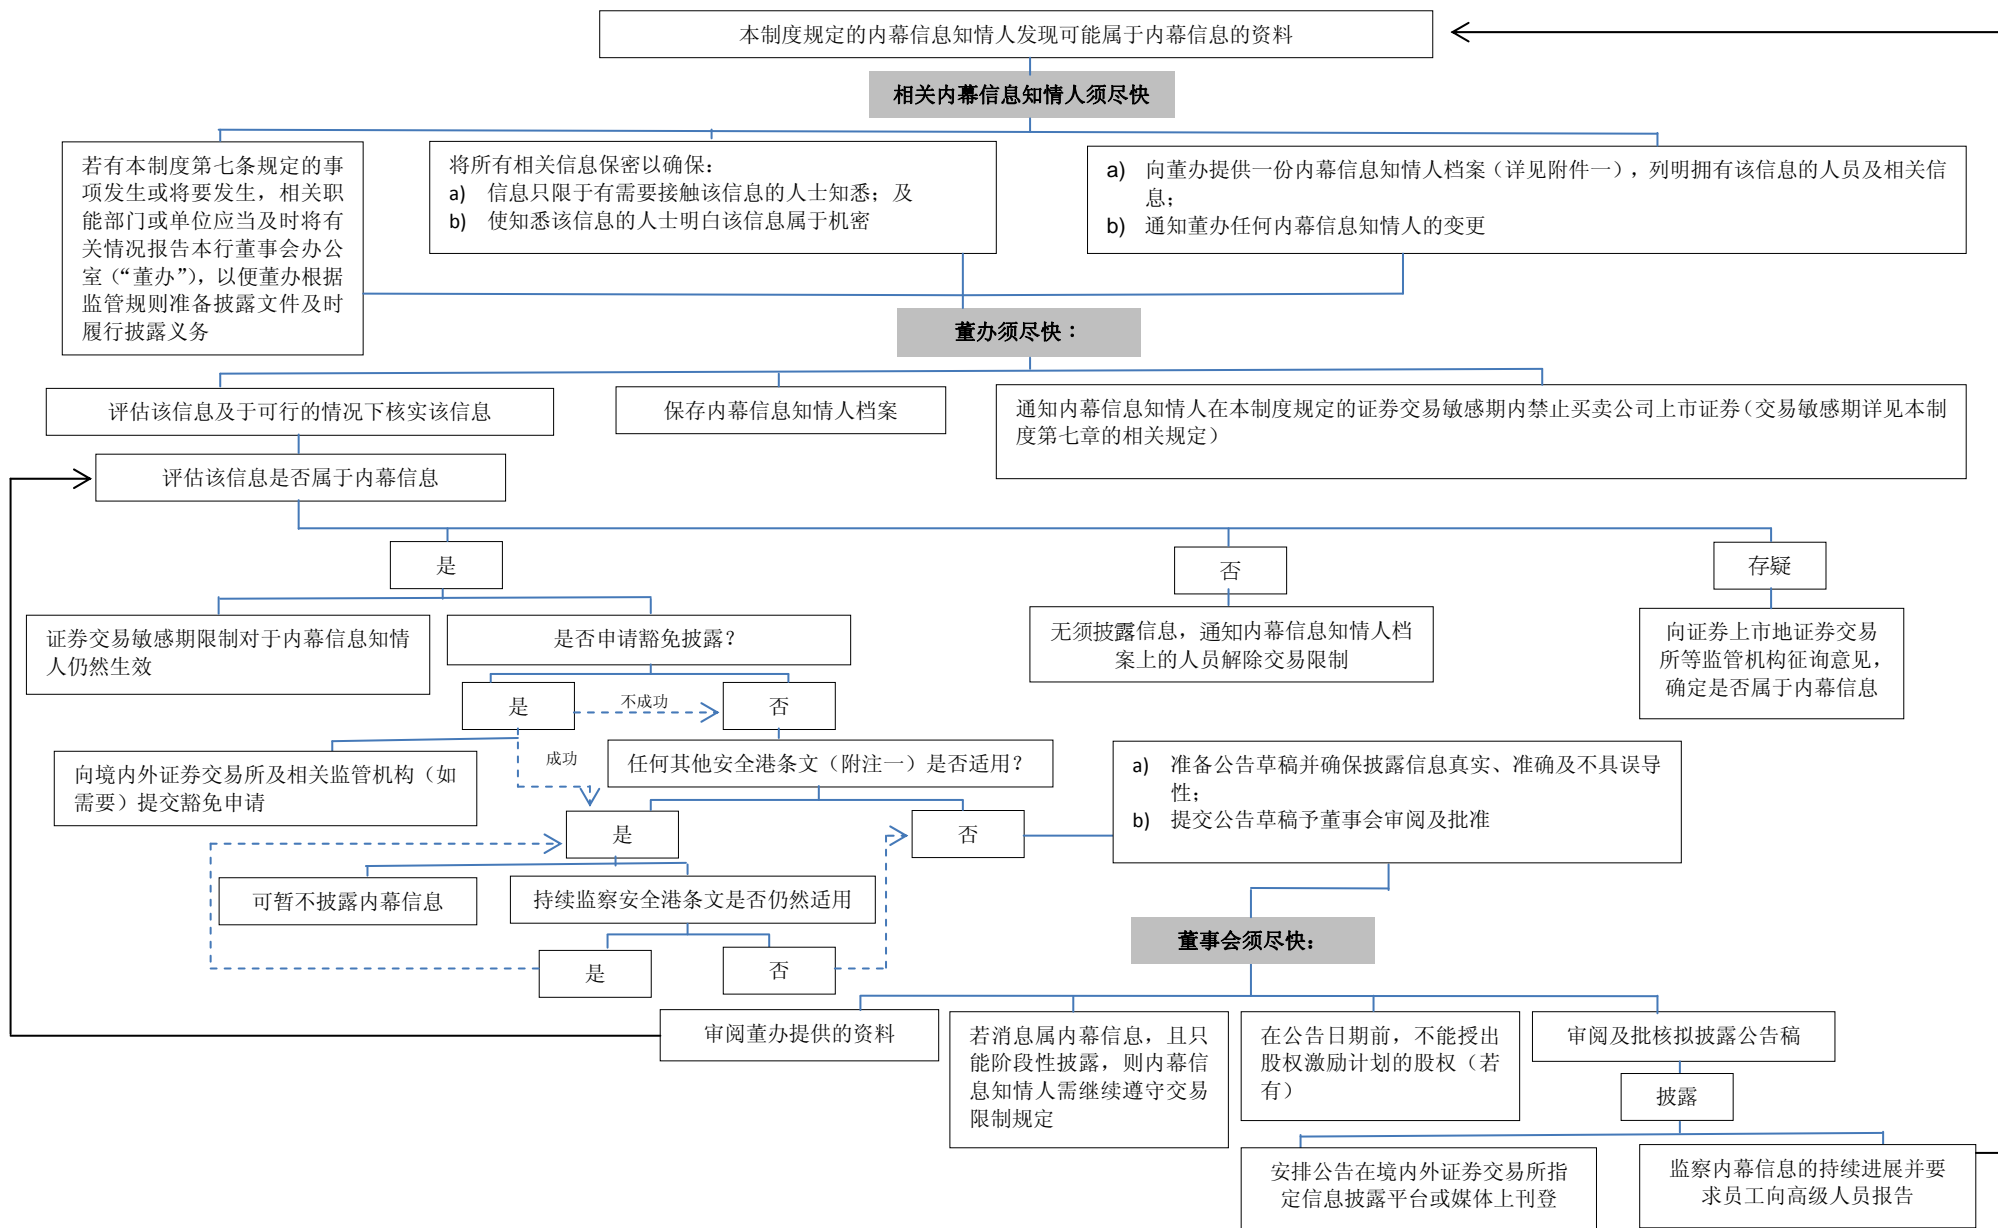 本制度规定的内幕信息知情人发现可能属于内幕信息的资料
相关内幕信息知情人须尽快
若有本制度第七条规定的事
项发生或将要发生，相关职
能部门或单位应当及时将有
关情况报告本行董事会办公
室（“董办”），以便董办根据
监管规则准备披露文件及时
履行披露义务
将所有相关信息保密以确保：
a) 信息只限于有需要接触该信息的人士知悉；及
b) 使知悉该信息的人士明白该信息属于机密
a) 向董办提供一份内幕信息知情人档案（详见附件一），列明拥有该信息的人员及相关信
息；
b) 通知董办任何内幕信息知情人的变更
董办须尽快：
评估该信息及于可行的情况下核实该信息
保存内幕信息知情人档案
通知内幕信息知情人在本制度规定的证券交易敏感期内禁止买卖公司上市证券（交易敏感期详见本制
度第七章的相关规定）
评估该信息是否属于内幕信息
是
否
存疑
证券交易敏感期限制对于内幕信息知情
人仍然生效
是否申请豁免披露？
无须披露信息，通知内幕信息知情人档
案上的人员解除交易限制
向证券上市地证券交易
所等监管机构征询意见，
确定是否属于内幕信息
是
不成功
否
成功
向境内外证券交易所及相关监管机构（如
需要）提交豁免申请
任何其他安全港条文（附注一）是否适用？
a) 准备公告草稿并确保披露信息真实、准确及不具误导
性；
b) 提交公告草稿予董事会审阅及批准
是
否
可暂不披露内幕信息
持续监察安全港条文是否仍然适用
是
否
董事会须尽快：
审阅董办提供的资料
若消息属内幕信息，且只
能阶段性披露，则内幕信
息知情人需继续遵守交易
限制规定
在公告日期前，不能授出
股权激励计划的股权（若
有）
审阅及批核拟披露公告稿
披露
安排公告在境内外证券交易所指
定信息披露平台或媒体上刊登
监察内幕信息的持续进展并要
求员工向高级人员报告